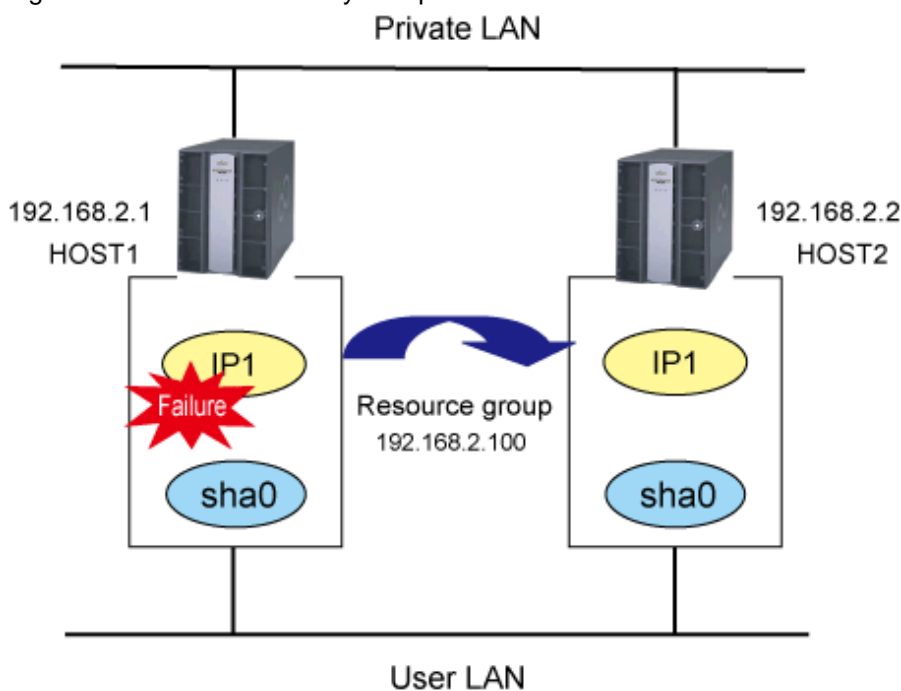 Private LAN
192.168.2.1
HOST1
192.168.2.2
HOST2
IP1
Failure
sha0
Resource group
192.168.2.100
IP1
sha0
User LAN